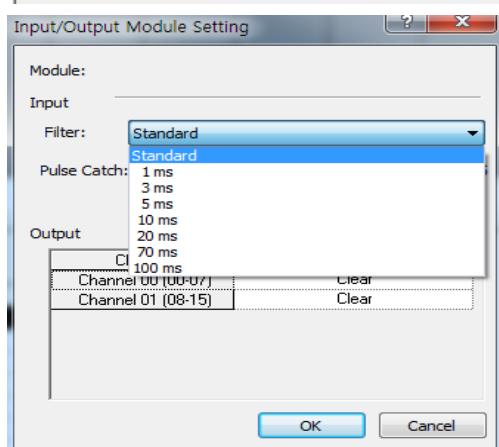 Input/Output Module Setting
Module:
Input
Filter: Standard
Standard
1 ms
Pulse Catch:
3 ms
5 ms
10 ms
20 ms
70 ms
100 ms
Output
Channel 00 (00-07) Clear
Channel 01 (08-15) Clear
OK Cancel